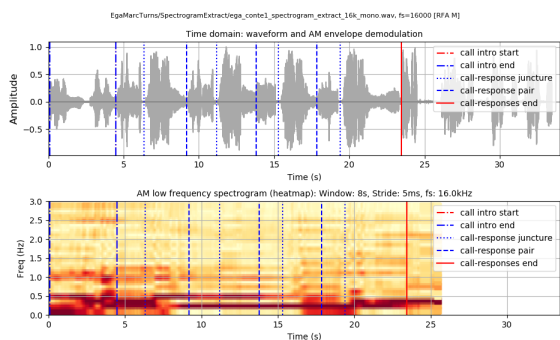 EgaMarcTurns/SpectrogramExtract/ega_conte1_spectrogram_extract_16k_mono.wav, fs=16000 [RFA M]
Time domain: waveform and AM envelope demodulation
Amplitude
1.0
0.5
0.0
−0.5
0
5
10
15
20
25
30
Time (s)
call intro start
call intro end
call-response juncture
call-response pair
call-responses end
AM low frequency spectrogram (heatmap): Window: 8s, Stride: 5ms, fs: 16.0kHz
Freq (Hz)
3.0
2.5
2.0
1.5
1.0
0.5
0.0
0
5
10
15
20
25
30
Time (s)
call intro start
call intro end
call-response juncture
call-response pair
call-responses end